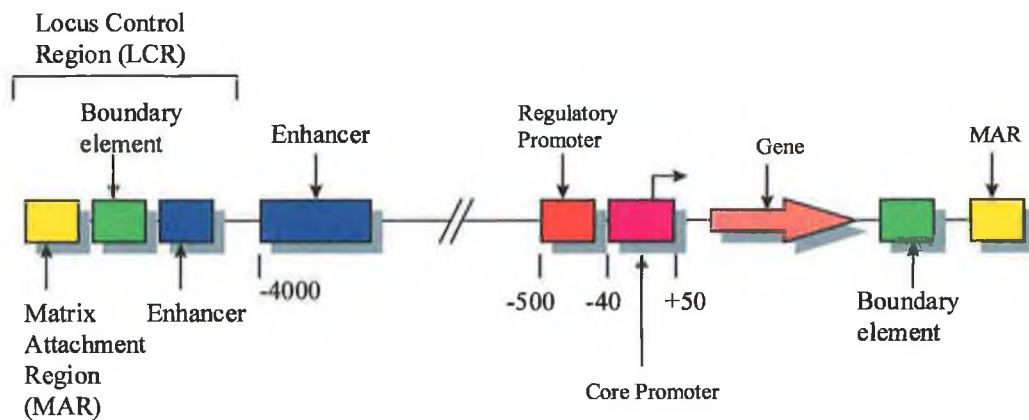 Locus Control
Region (LCR)
Boundary
element
Enhancer
Regulatory
Promoter
Gene
MAR
-4000
-500
-40
+50
Matrix
Attachment
Region
(MAR)
Enhancer
Core Promoter
Boundary
element